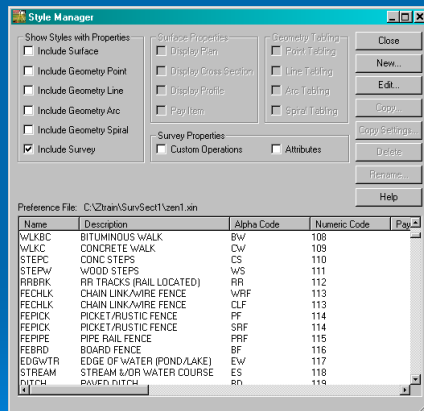 Style Manager
Show Styles with Properties
Include Surface
Include Geometry Point
Include Geometry Line
Include Geometry Arc
Include Geometry Spiral
Include Survey
Surface Properties
Display Plan
Display Cross Section
Display Profile
Pay Item
Geometry Tabling
Point Tabling
Line Tabling
Arc Tabling
Spiral Tabling
Survey Properties
Custom Operations
Attributes
Close
New...
Edit...
Copy...
Copy Settings...
Delete
Rename...
Help
Preference File: C:\Ztrain\SurvSect1\zen1.xin
Name Description Alpha Code Numeric Code Pay
WLKBC BITUMINOUS WALK BW 108
WLKC CONCRETE WALK CW 109
STEPC CONC STEPS CS 110
STEPW WOOD STEPS WS 111
RRBRK RR TRACKS (RAIL LOCATED) RR 112
FECHLK CHAIN LINK/WIRE FENCE WRF 113
FECHLK CHAIN LINK/WIRE FENCE CLF 113
FEPICK PICKET/RUSTIC FENCE PF 114
FEPICK PICKET/RUSTIC FENCE SRF 114
FEPIPE PIPE RAIL FENCE PRF 115
FEBRD BOARD FENCE BF 116
EDGWTR EDGE OF WATER (POND/LAKE) EW 117
STREAM STREAM &/OR WATER COURSE ES 118
DITCH PAVED DITCH BD 119